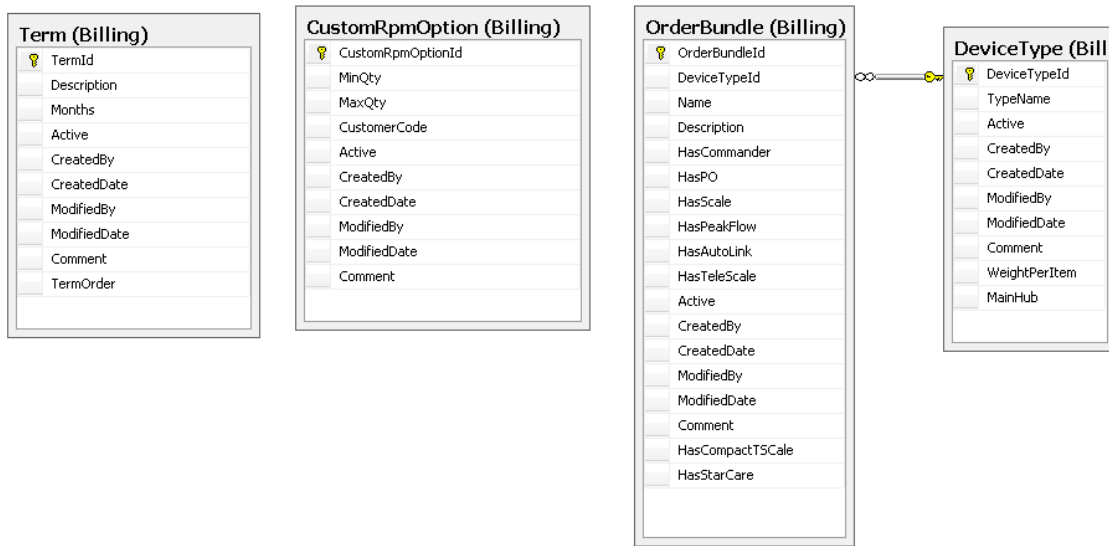 Term (Billing)
TermId
Description
Months
Active
CreatedBy
CreatedDate
ModifiedBy
ModifiedDate
Comment
TermOrder
CustomRpmOption (Billing)
CustomRpmOptionId
MinQty
MaxQty
CustomerCode
Active
CreatedBy
CreatedDate
ModifiedBy
ModifiedDate
Comment
OrderBundle (Billing)
OrderBundleId
DeviceTypeId
Name
Description
HasCommander
HasPO
HasScale
HasPeakFlow
HasAutoLink
HasTeleScale
Active
CreatedBy
CreatedDate
ModifiedBy
ModifiedDate
Comment
HasCompactTSCale
HasStarCare
DeviceType (Bill
DeviceTypeId
TypeName
Active
CreatedBy
CreatedDate
ModifiedBy
ModifiedDate
Comment
WeightPerItem
MainHub